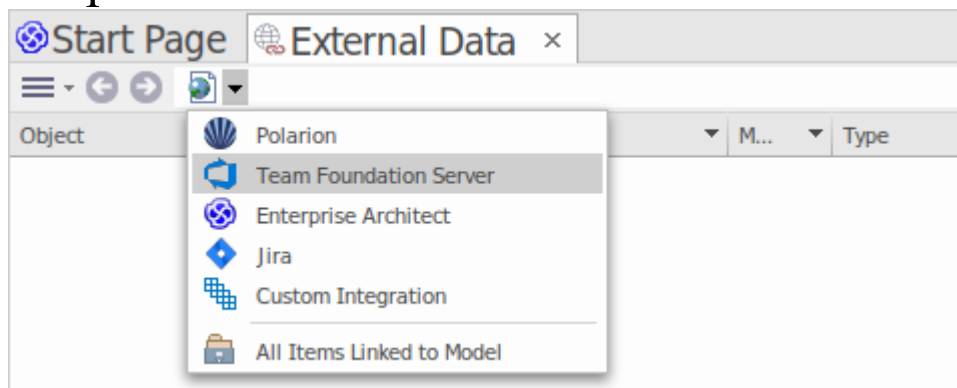 Start Page External Data ×
Object M... Type
Polarion
Team Foundation Server
Enterprise Architect
Jira
Custom Integration
All Items Linked to Model